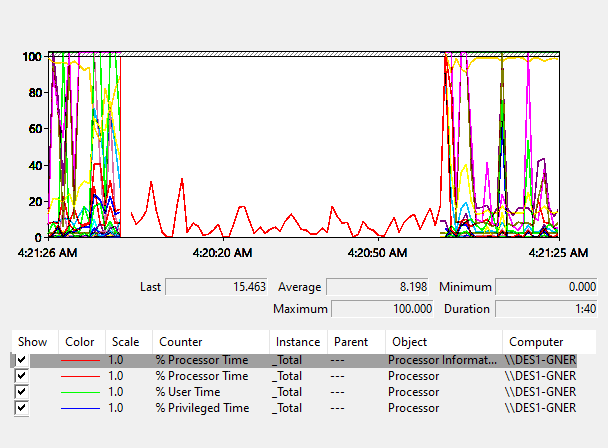 100
80
60
40
20
0
4:21:26 AM 4:20:20 AM 4:20:50 AM 4:21:25 AM
Last 15.463 Average 8.198 Minimum 0.000
Maximum 100.000 Duration 1:40
Show Color Scale Counter Instance Parent Object Computer
1.0 % Processor Time _Total --- Processor Informat... \\DES1-GNER
1.0 % Processor Time _Total --- Processor \\DES1-GNER
1.0 % User Time _Total --- Processor \\DES1-GNER
1.0 % Privileged Time _Total --- Processor \\DES1-GNER